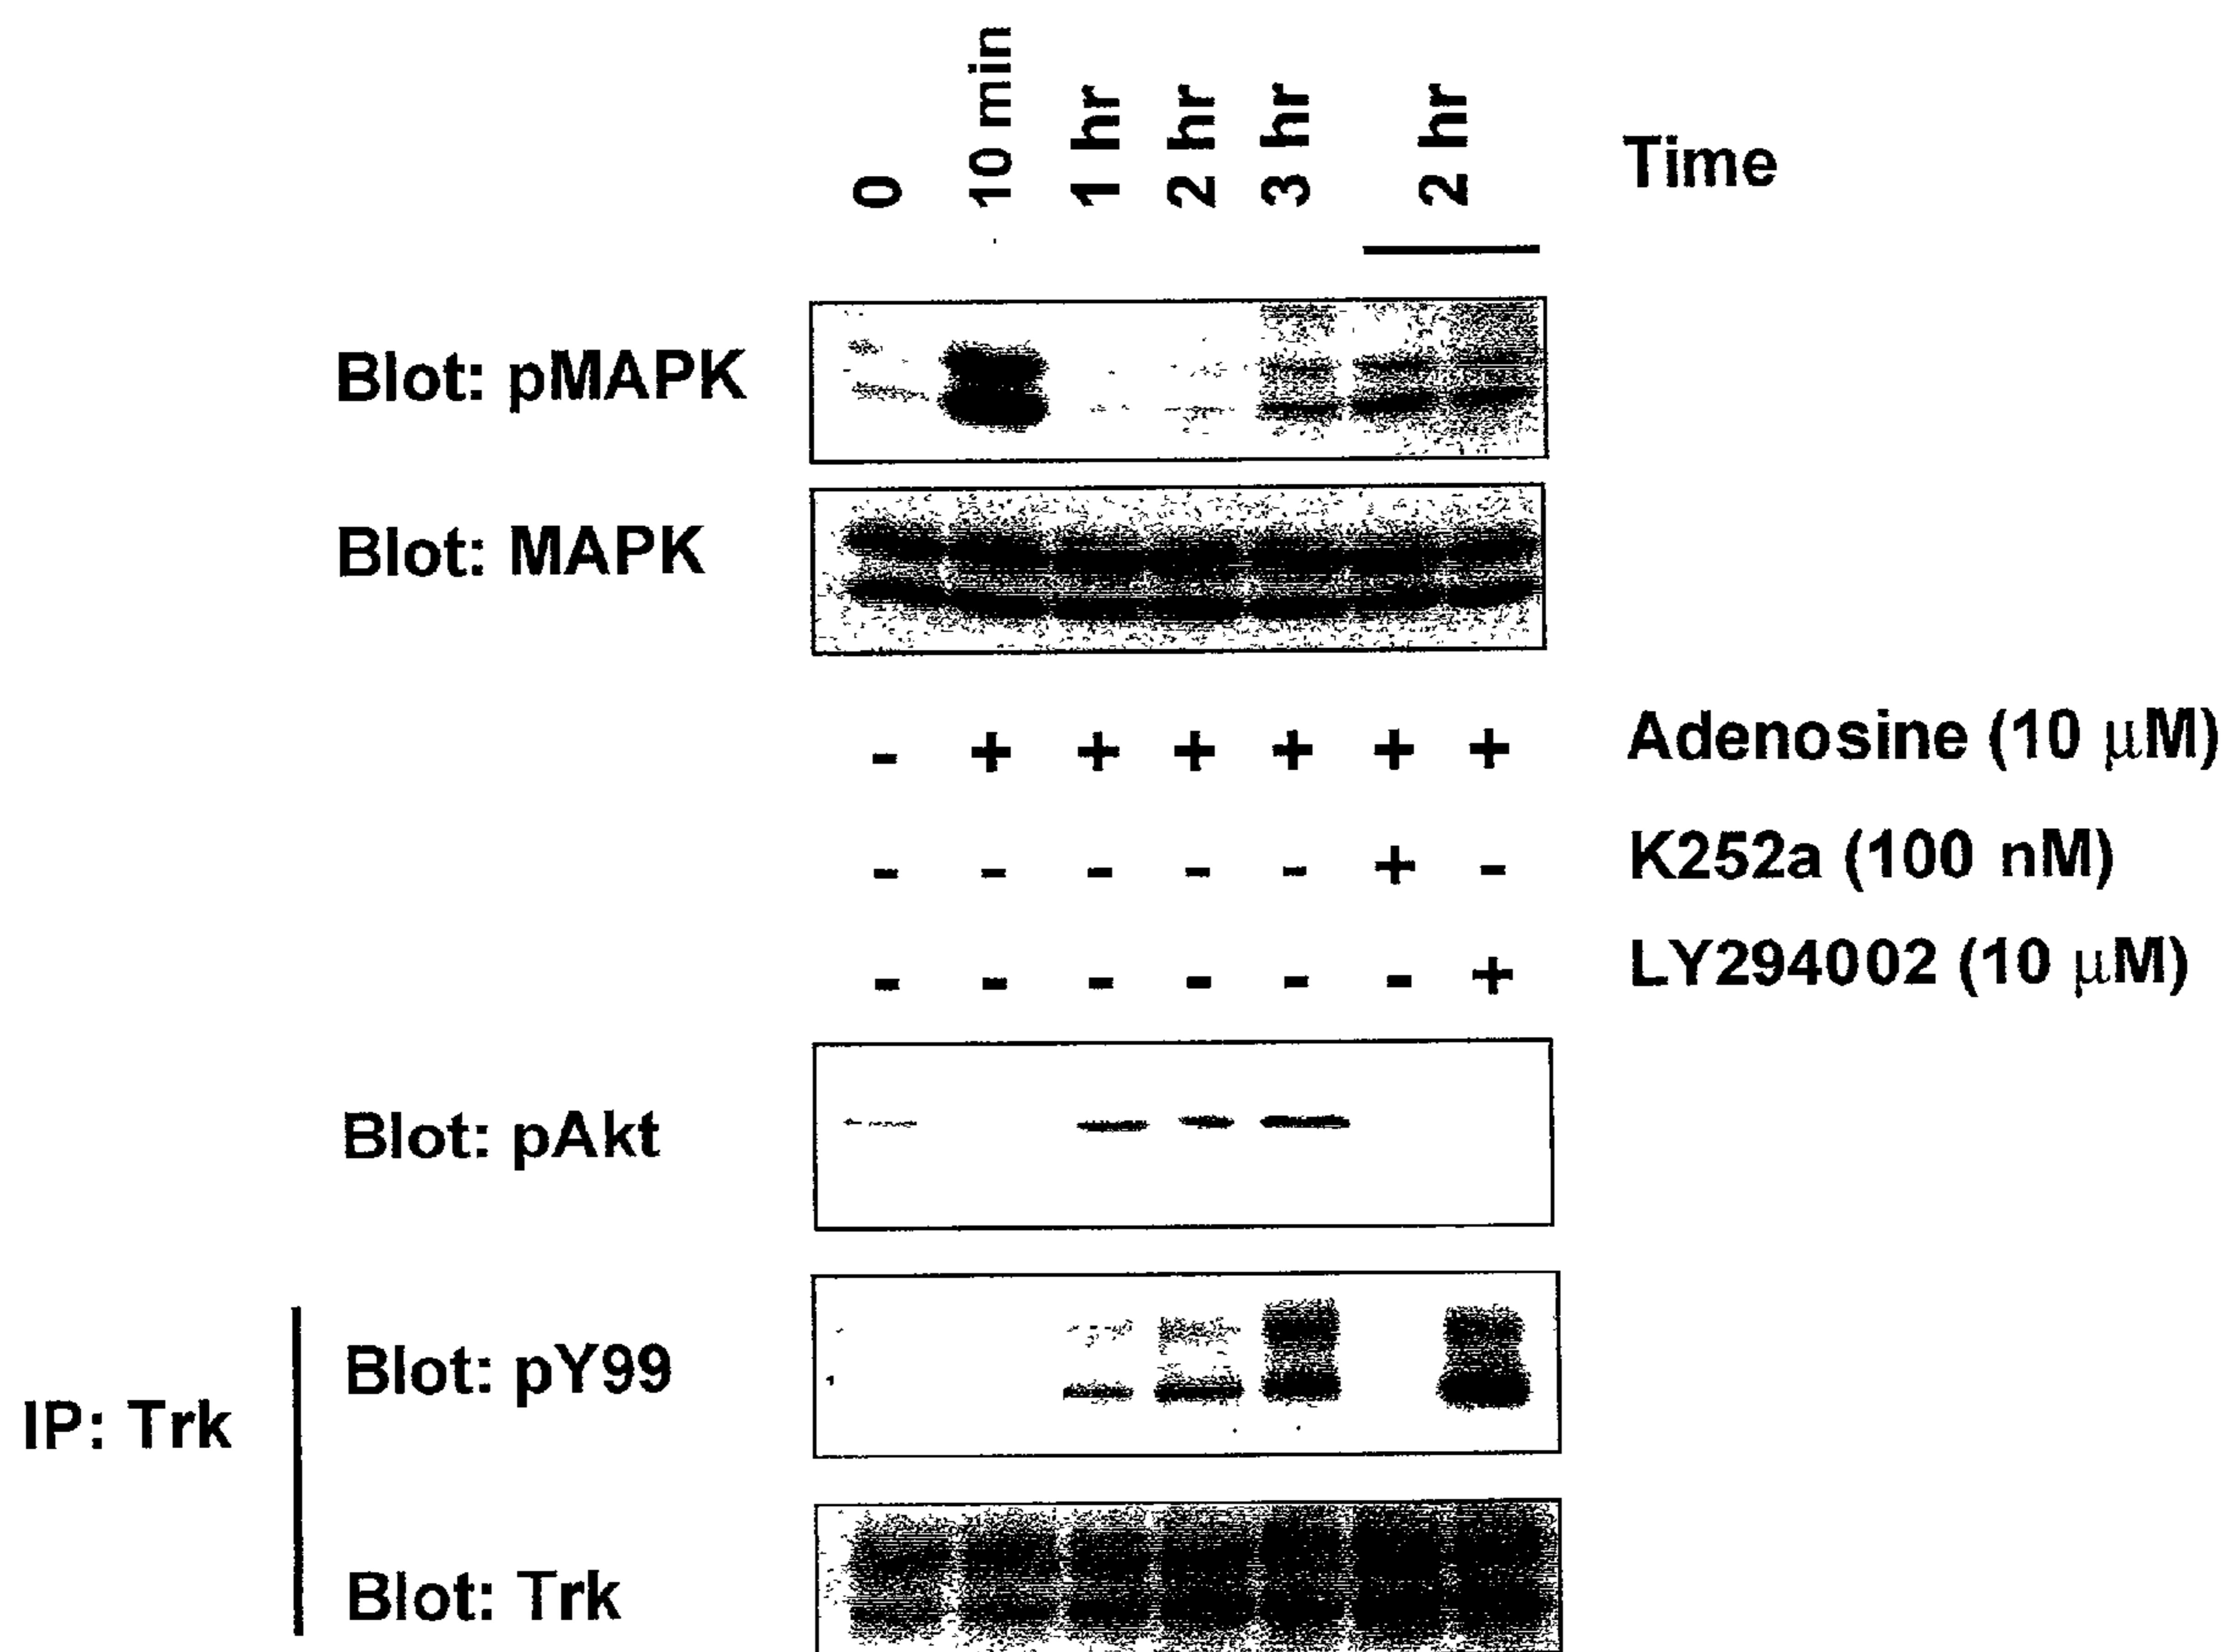 0 10 min 1 hr 2 hr 3 hr 2 hr Time
Blot: pMAPK
Blot: MAPK
- + + + + + + Adenosine (10 μM)
- - - - - + - K252a (100 nM)
- - - - - - + LY294002 (10 μM)
Blot: pAkt
Blot: pY99
IP: Trk
Blot: Trk